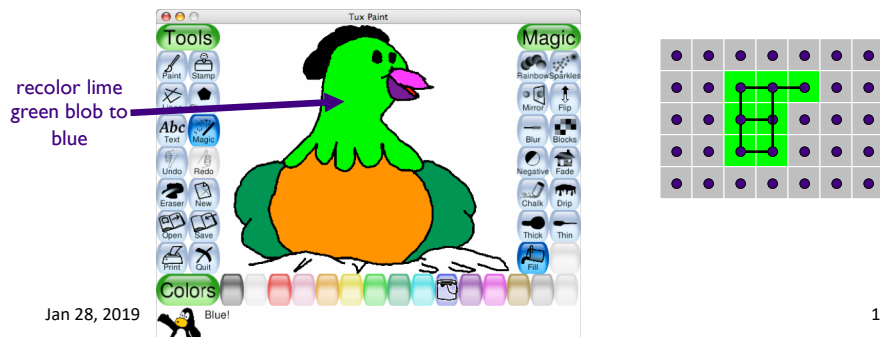 Tux Paint
Tools
Magic
Paint Stamp
Rainbow Sparkles
recolor lime
green blob to
blue
Mirror Flip
Abc
Text Magic
Blur Blocks
Undo Redo
Negative Fade
Eraser New
Chalk Drip
Open Save
Thick Thin
Print Quit
Fill
Colors
Jan 28, 2019
Blue!
1